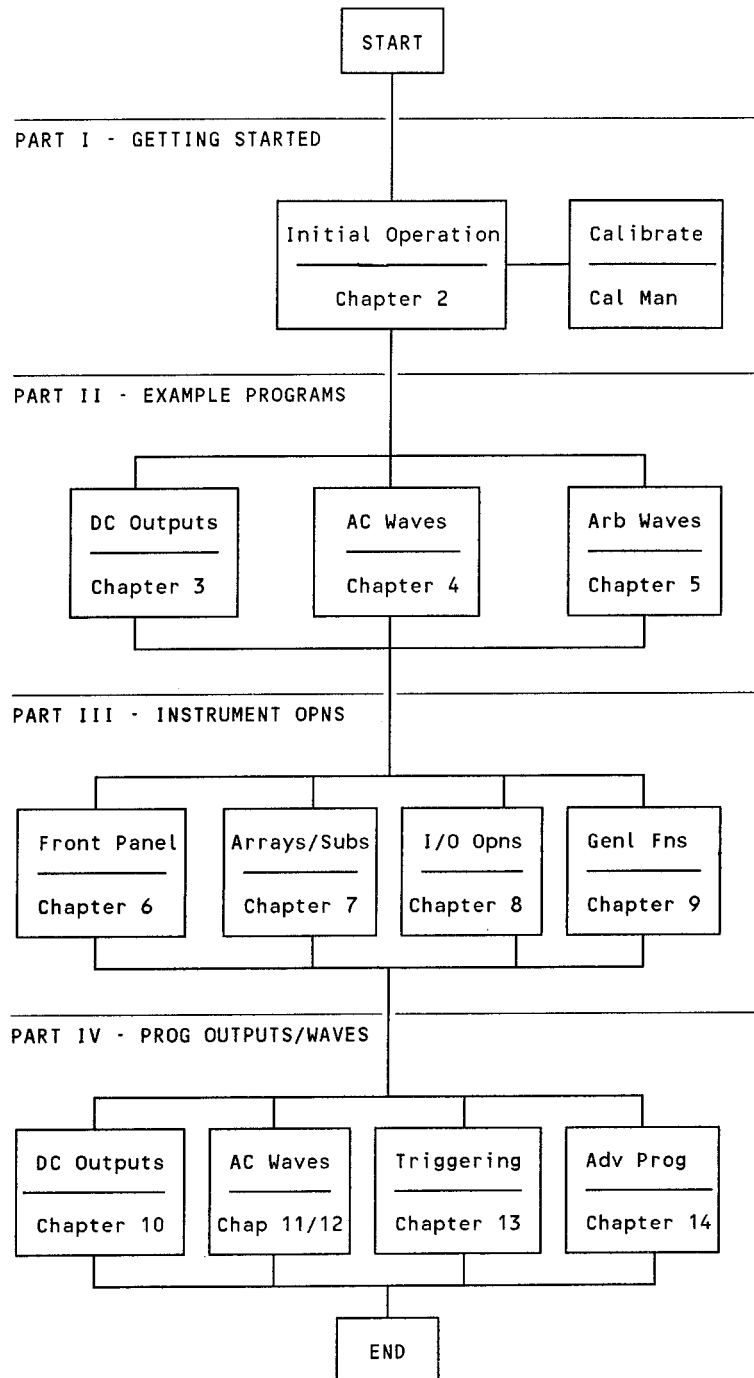 START
PART I - GETTING STARTED
Initial Operation
Chapter 2
Calibrate
Cal Man
PART II - EXAMPLE PROGRAMS
DC Outputs
Chapter 3
AC Waves
Chapter 4
Arb Waves
Chapter 5
PART III - INSTRUMENT OPNS
Front Panel
Chapter 6
Arrays/Subs
Chapter 7
I/O Opns
Chapter 8
Genl Fns
Chapter 9
PART IV - PROG OUTPUTS/WAVES
DC Outputs
Chapter 10
AC Waves
Chap 11/12
Triggering
Chapter 13
Adv Prog
Chapter 14
END